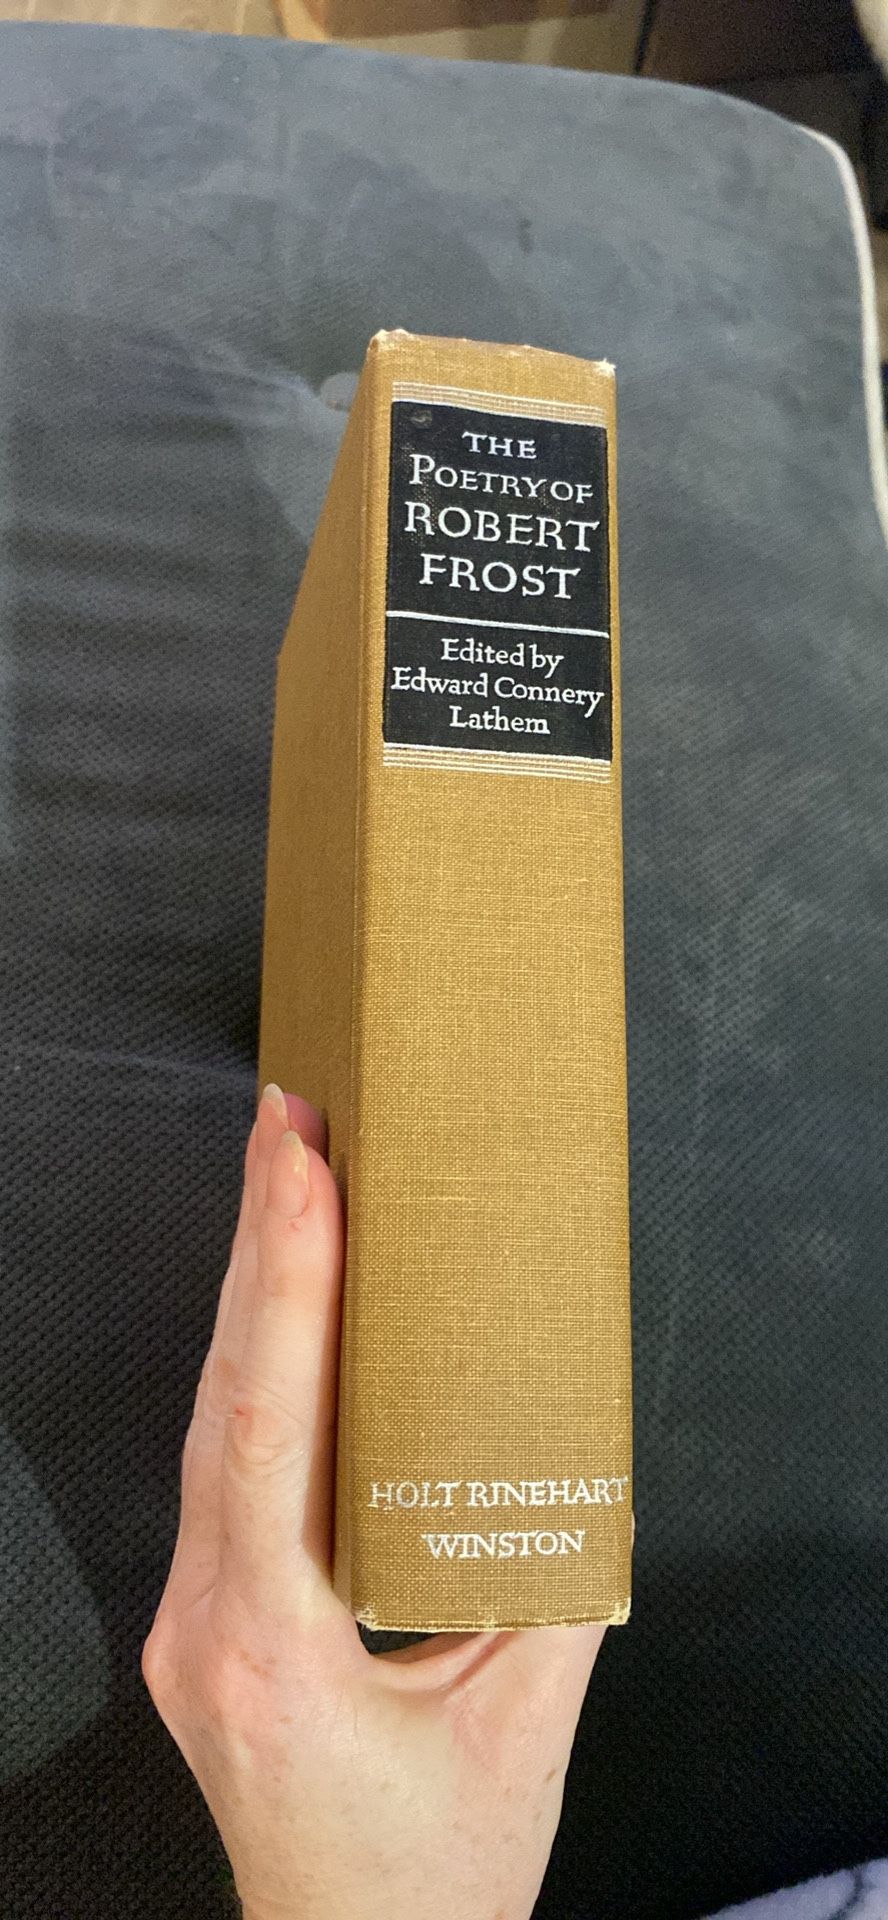 THE
POETRY OF
ROBERT
FROST
Edited by
Edward Connery
Lathem
HOLT RINEHART
WINSTON